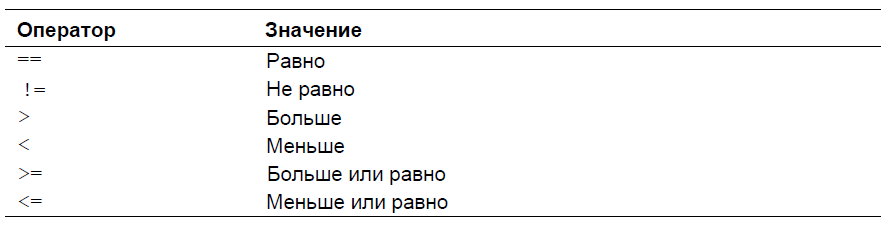 Оператор Значение
== Равно
!= Не равно
> Больше
< Меньше
>= Больше или равно
<= Меньше или равно